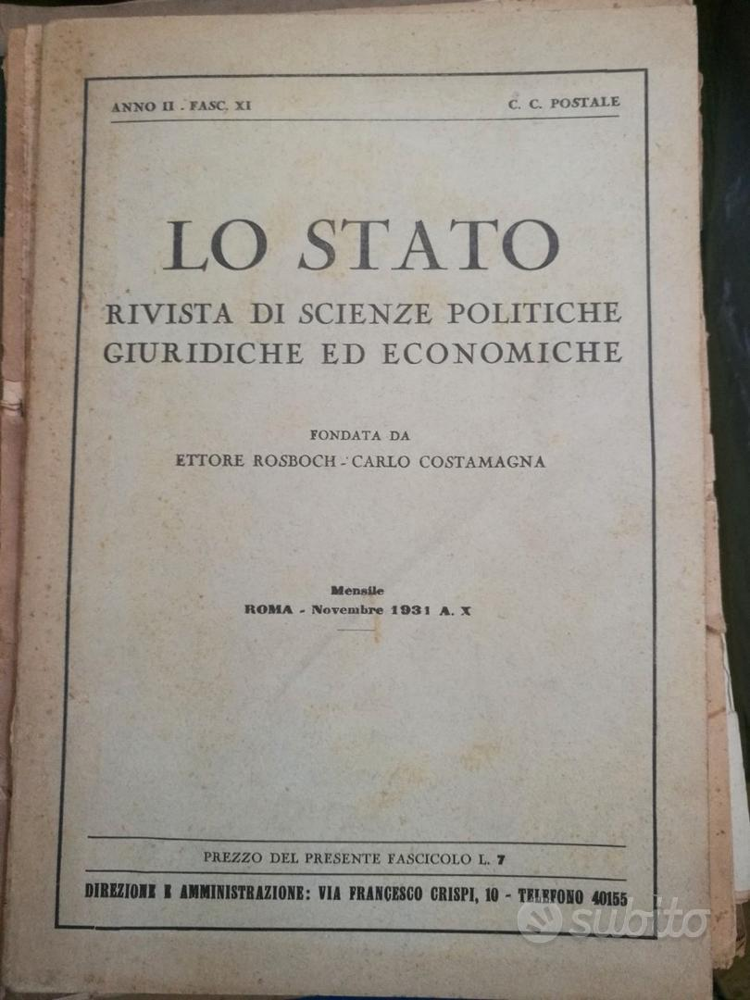 ANNO II - FASC. XI C. C. POSTALE
LO STATO
RIVISTA DI SCIENZE POLITICHE
GIURIDICHE ED ECONOMICHE
FONDATA DA
ETTORE ROSBOCH - CARLO COSTAMAGNA
Mensile
ROMA - Novembre 1931 A. X
PREZZO DEL PRESENTE FASCICOLO L. 7
DIREZIONE E AMMINISTRAZIONE: VIA FRANCESCO CRISPI, 10 - TELEFONO 40155
subito